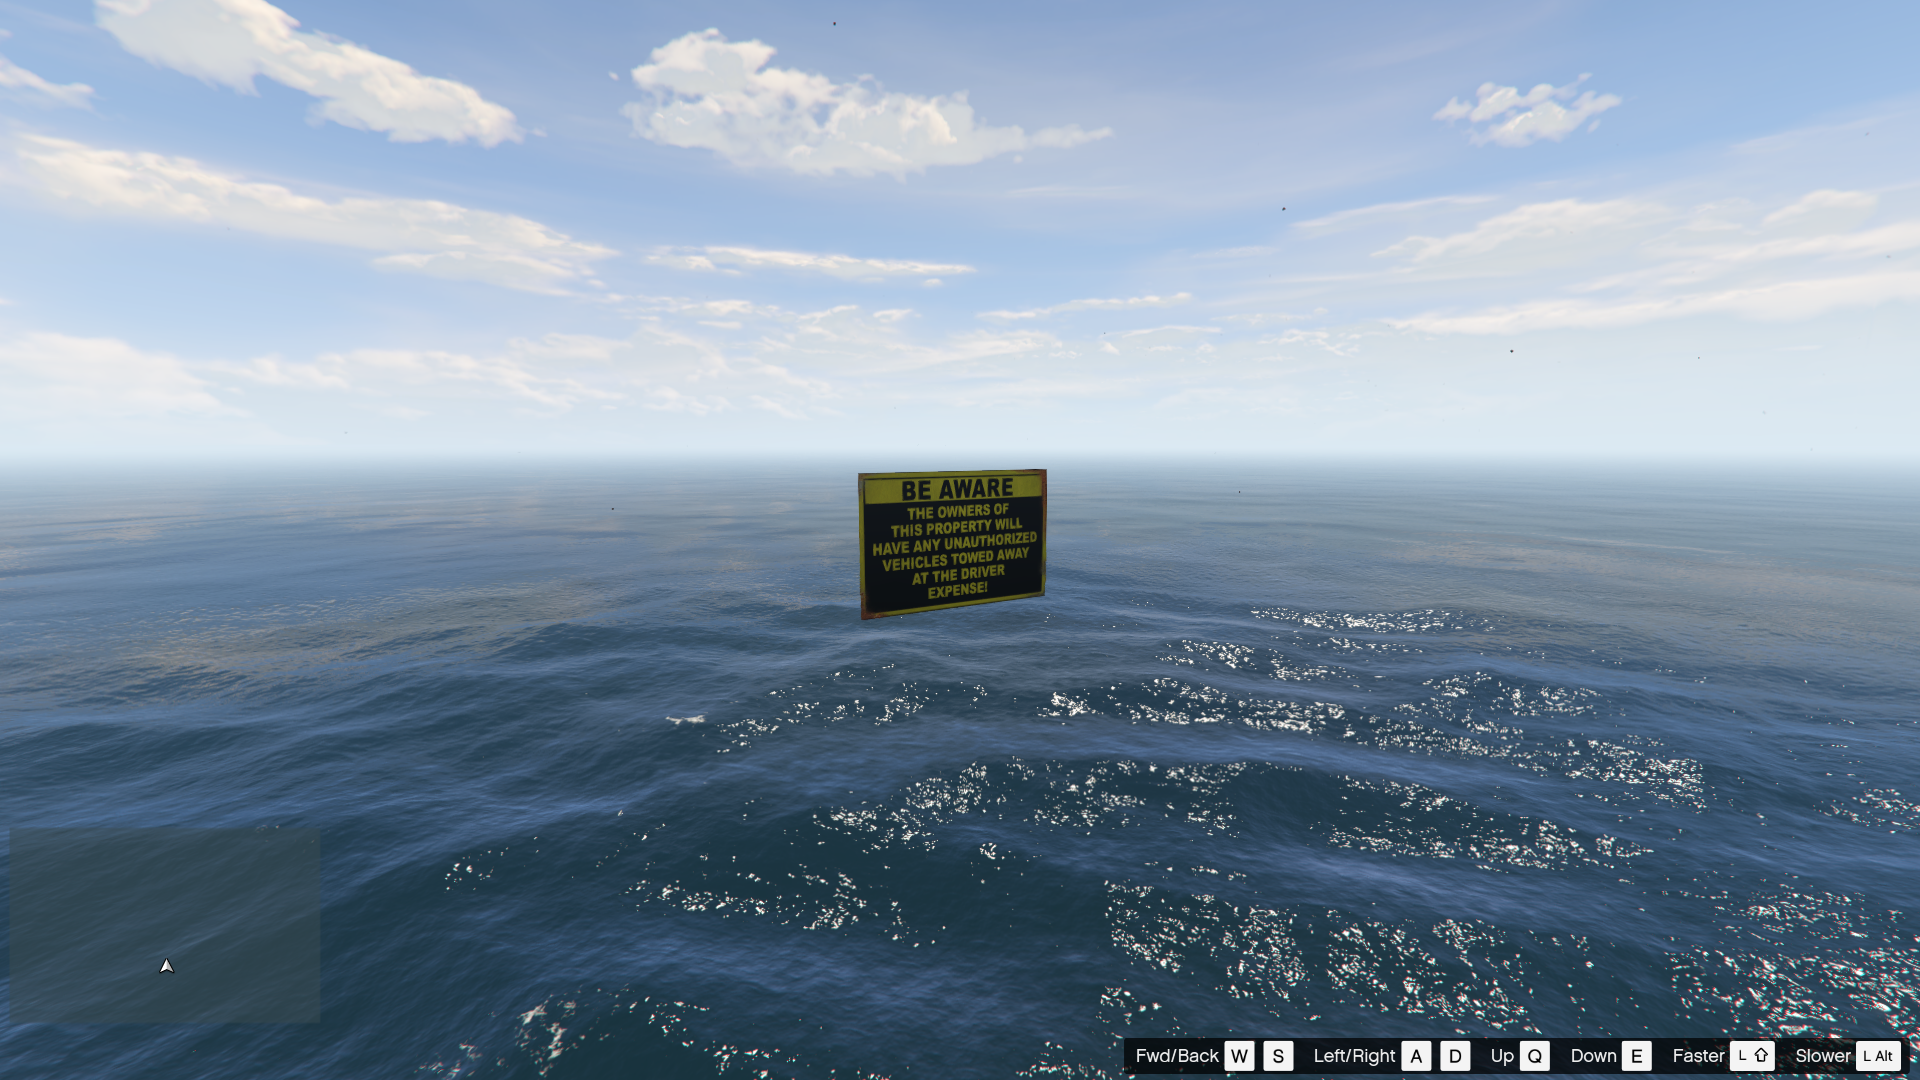 BE AWARE
THE OWNERS OF
THIS PROPERTY WILL
HAVE ANY UNAUTHORIZED
VEHICLES TOWED AWAY
AT THE DRIVER
EXPENSE!
Fwd/Back W S Left/Right A D Up Q Down E Faster L ⇧ Slower L Alt